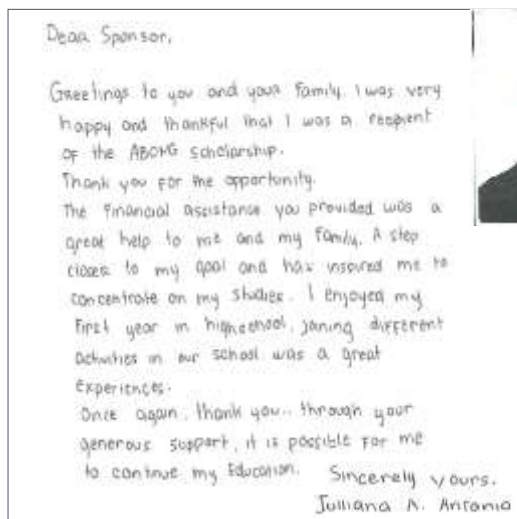 Dear Sponsor,
Greetings to you and your family. I was very
happy and thankful that I was a recipient
of the ABOMG scholarship.
Thank you for the opportunity.
The financial assistance you provided was a
great help to me and my family. A step
closer to my goal and has inspired me to
concentrate on my studies. I enjoyed my
first year in highschool, joning different
activities in our school was a great
experiences.
Once again, thank you.. through your
generous support, it is possible for me
to continue my Education.
Sincerely yours.
Julliana A. Antonio